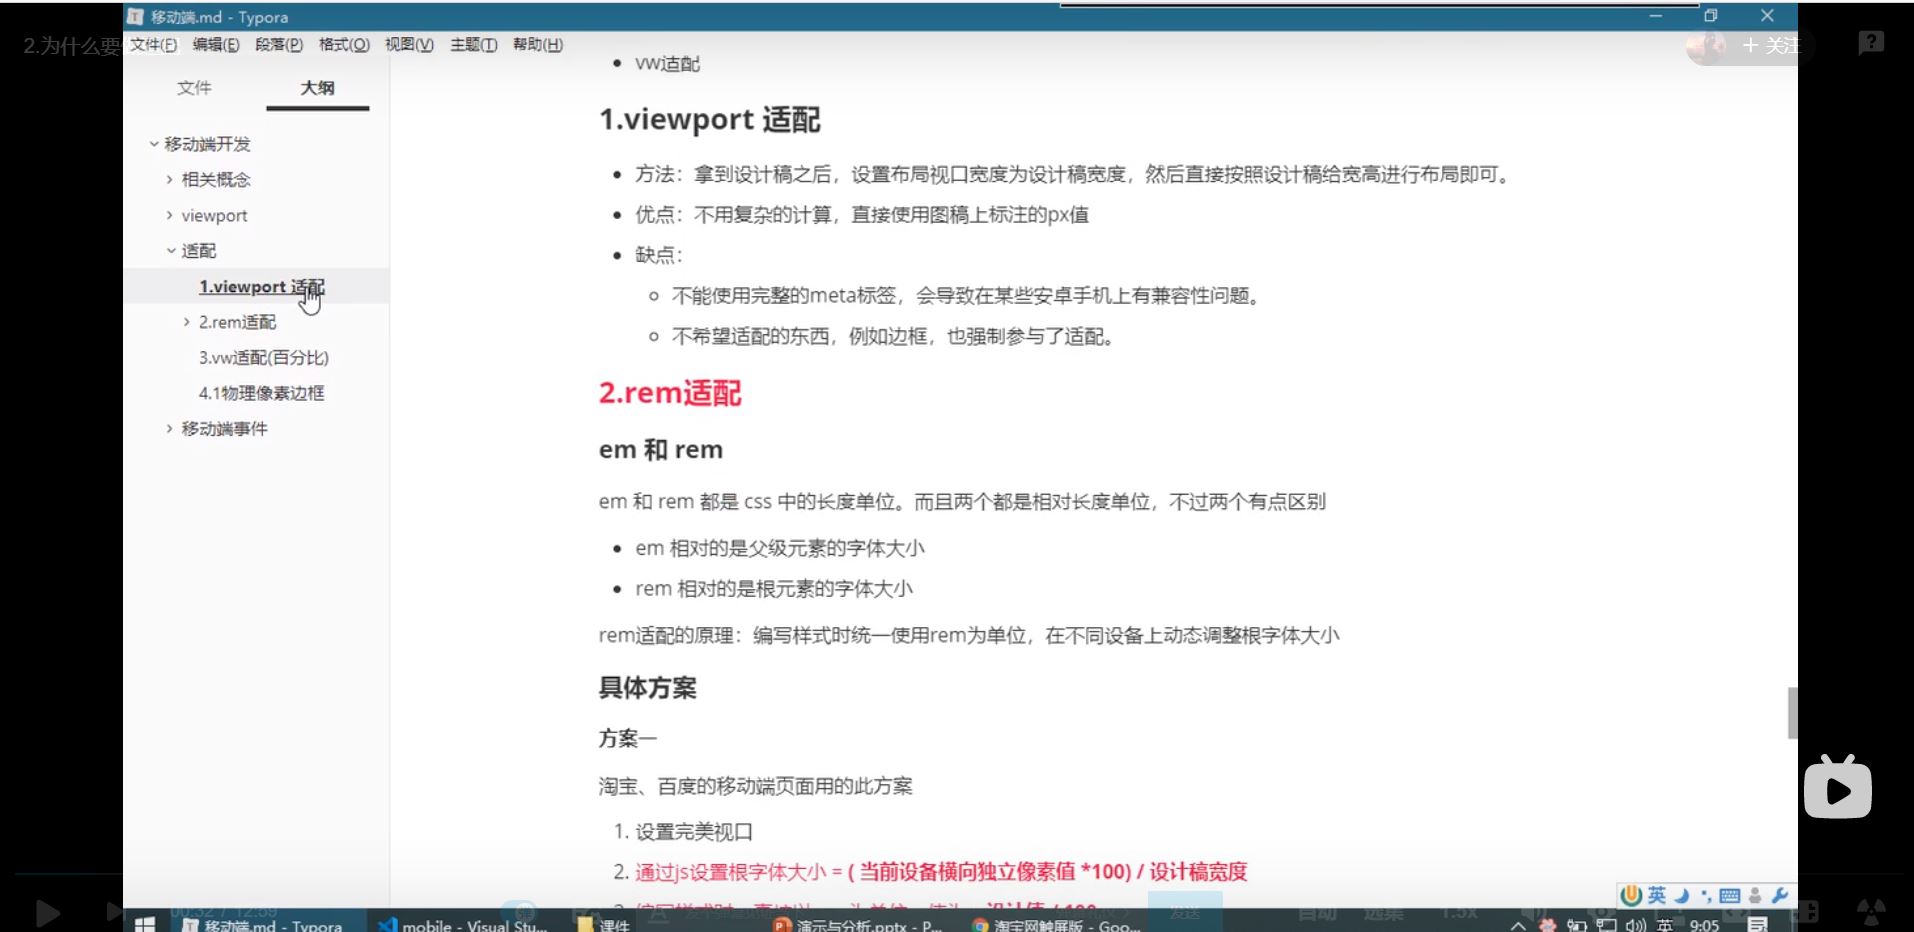 移动端.md - Typora
2.为什么要
文件(F) 编辑(E) 段落(P) 格式(O) 视图(V) 主题(T) 帮助(H)
+ 关注
文件 大纲
移动端开发
相关概念
viewport
适配
1.viewport 适配
2.rem适配
3.vw适配(百分比)
4.1物理像素边框
移动端事件
vw适配
1.viewport 适配
方法：拿到设计稿之后，设置布局视口宽度为设计稿宽度，然后直接按照设计稿给宽高进行布局即可。
优点：不用复杂的计算，直接使用图稿上标注的px值
缺点：
不能使用完整的meta标签，会导致在某些安卓手机上有兼容性问题。
不希望适配的东西，例如边框，也强制参与了适配。
2.rem适配
em 和 rem
em 和 rem 都是 css 中的长度单位。而且两个都是相对长度单位，不过两个有点区别
em 相对的是父级元素的字体大小
rem 相对的是根元素的字体大小
rem适配的原理：编写样式时统一使用rem为单位，在不同设备上动态调整根字体大小
具体方案
方案一
淘宝、百度的移动端页面用的此方案
1. 设置完美视口
2. 通过js设置根字体大小 = ( 当前设备横向独立像素值 *100) / 设计稿宽度
英
00:32 / 12:59
发送 自动 选集 1.5x
移动端.md - Typora mobile - Visual Stu... 课件 演示与分析.pptx - P... 淘宝网触屏版 - Goo... 英 9:05